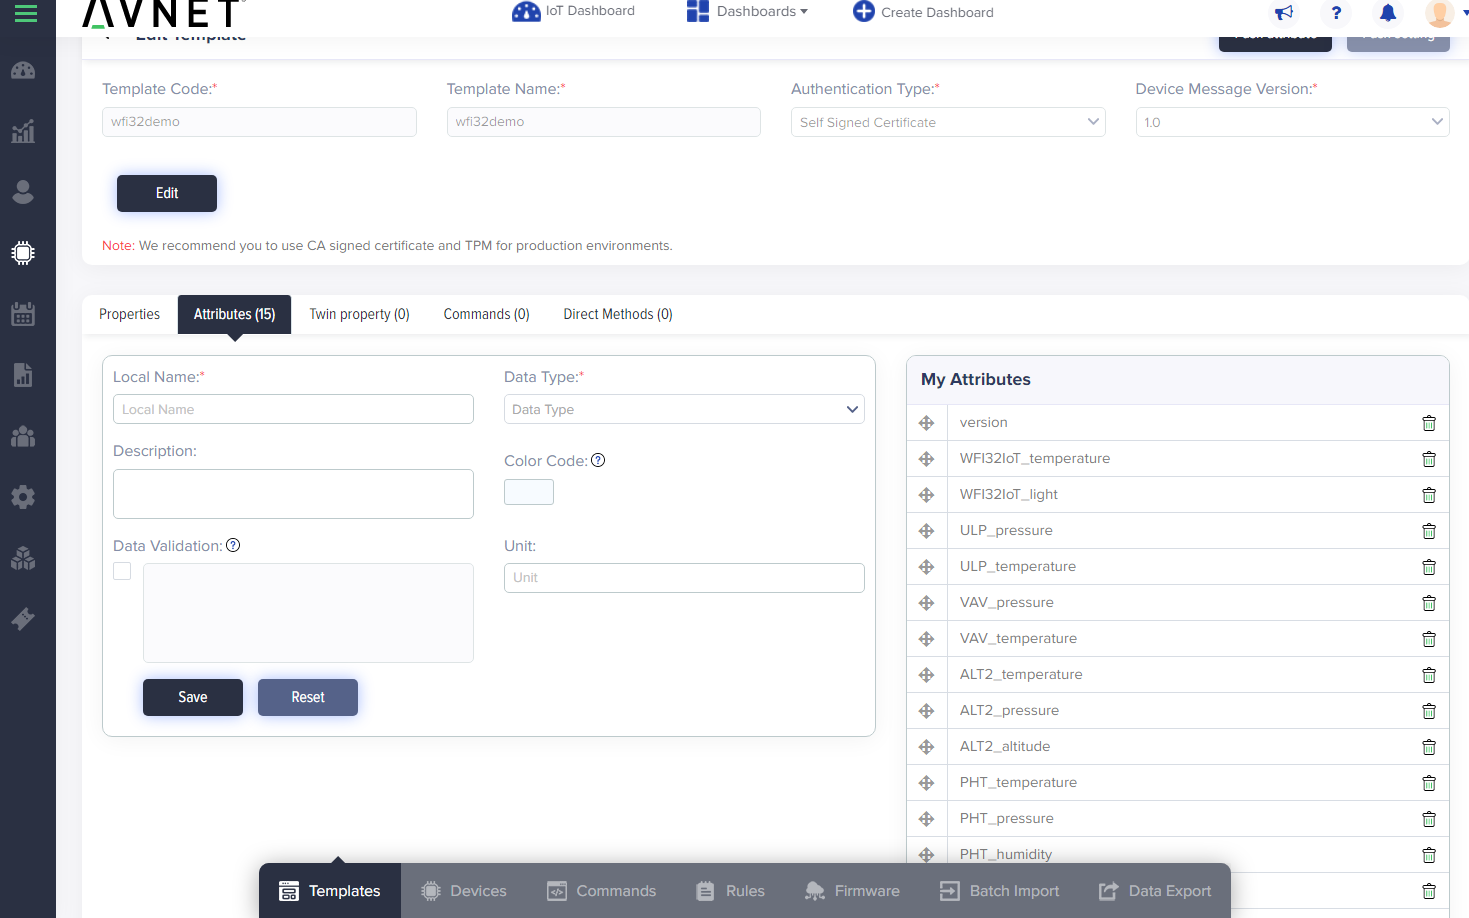 AVNET
IoT Dashboard
Dashboards
Create Dashboard
?
Edit Template
Template Code:*
Template Name:*
Authentication Type:*
Device Message Version:*
wfi32demo
wfi32demo
Self Signed Certificate
1.0
Edit
Note: We recommend you to use CA signed certificate and TPM for production environments.
Properties
Attributes (15)
Twin property (0)
Commands (0)
Direct Methods (0)
Local Name:*
Local Name
Data Type:*
Data Type
Description:
Color Code: ?
Data Validation: ?
Unit:
Unit
Save
Reset
My Attributes
version
WFI32IoT_temperature
WFI32IoT_light
ULP_pressure
ULP_temperature
VAV_pressure
VAV_temperature
ALT2_temperature
ALT2_pressure
ALT2_altitude
PHT_temperature
PHT_pressure
PHT_humidity
Templates
Devices
Commands
Rules
Firmware
Batch Import
Data Export